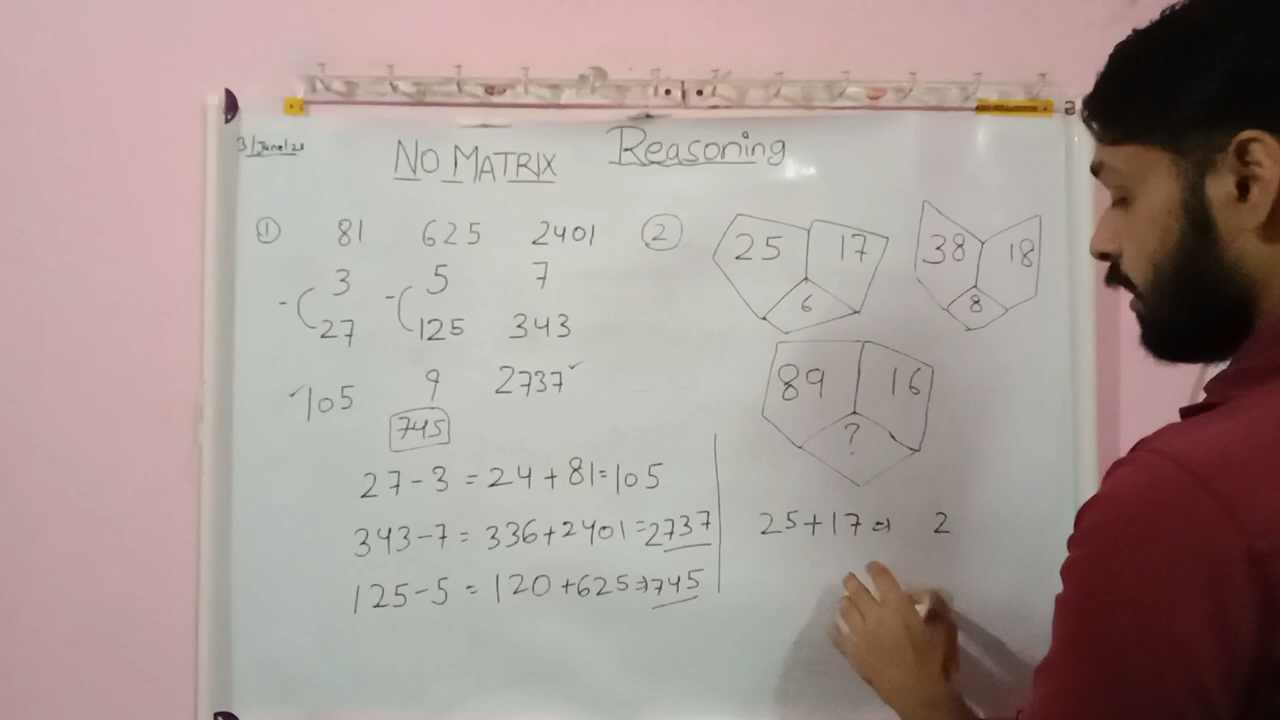 3/June/21
NO MATRIX Reasoning
① 81 625 2401
3 5 7
27 125 343
105 9 2737
745
27-3 = 24+81=105
343-7 = 336+2401=2737
125-5 = 120+625⇒745
② 25 17 6
38 18 8
89 16 ?
25+17⇒ 2